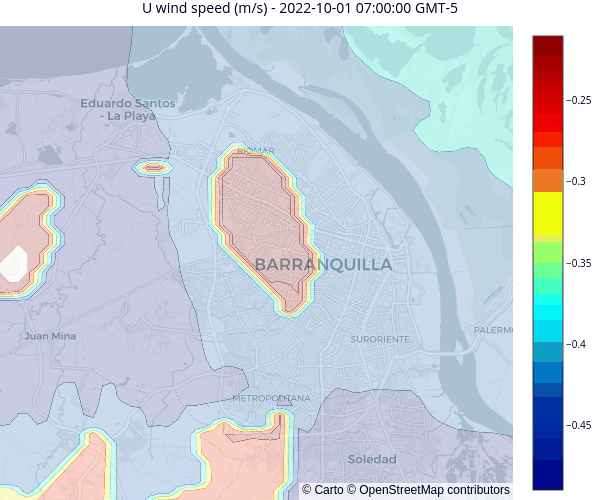 U wind speed (m/s) - 2022-10-01 07:00:00 GMT-5
Eduardo Santos
- La Playa
RIOMAR
BARRANQUILLA
Juan Mina
SURORIENTE
PALERMO
METROPOLITANA
Soledad
−0.25
−0.3
−0.35
−0.4
−0.45
© Carto © OpenStreetMap contributors